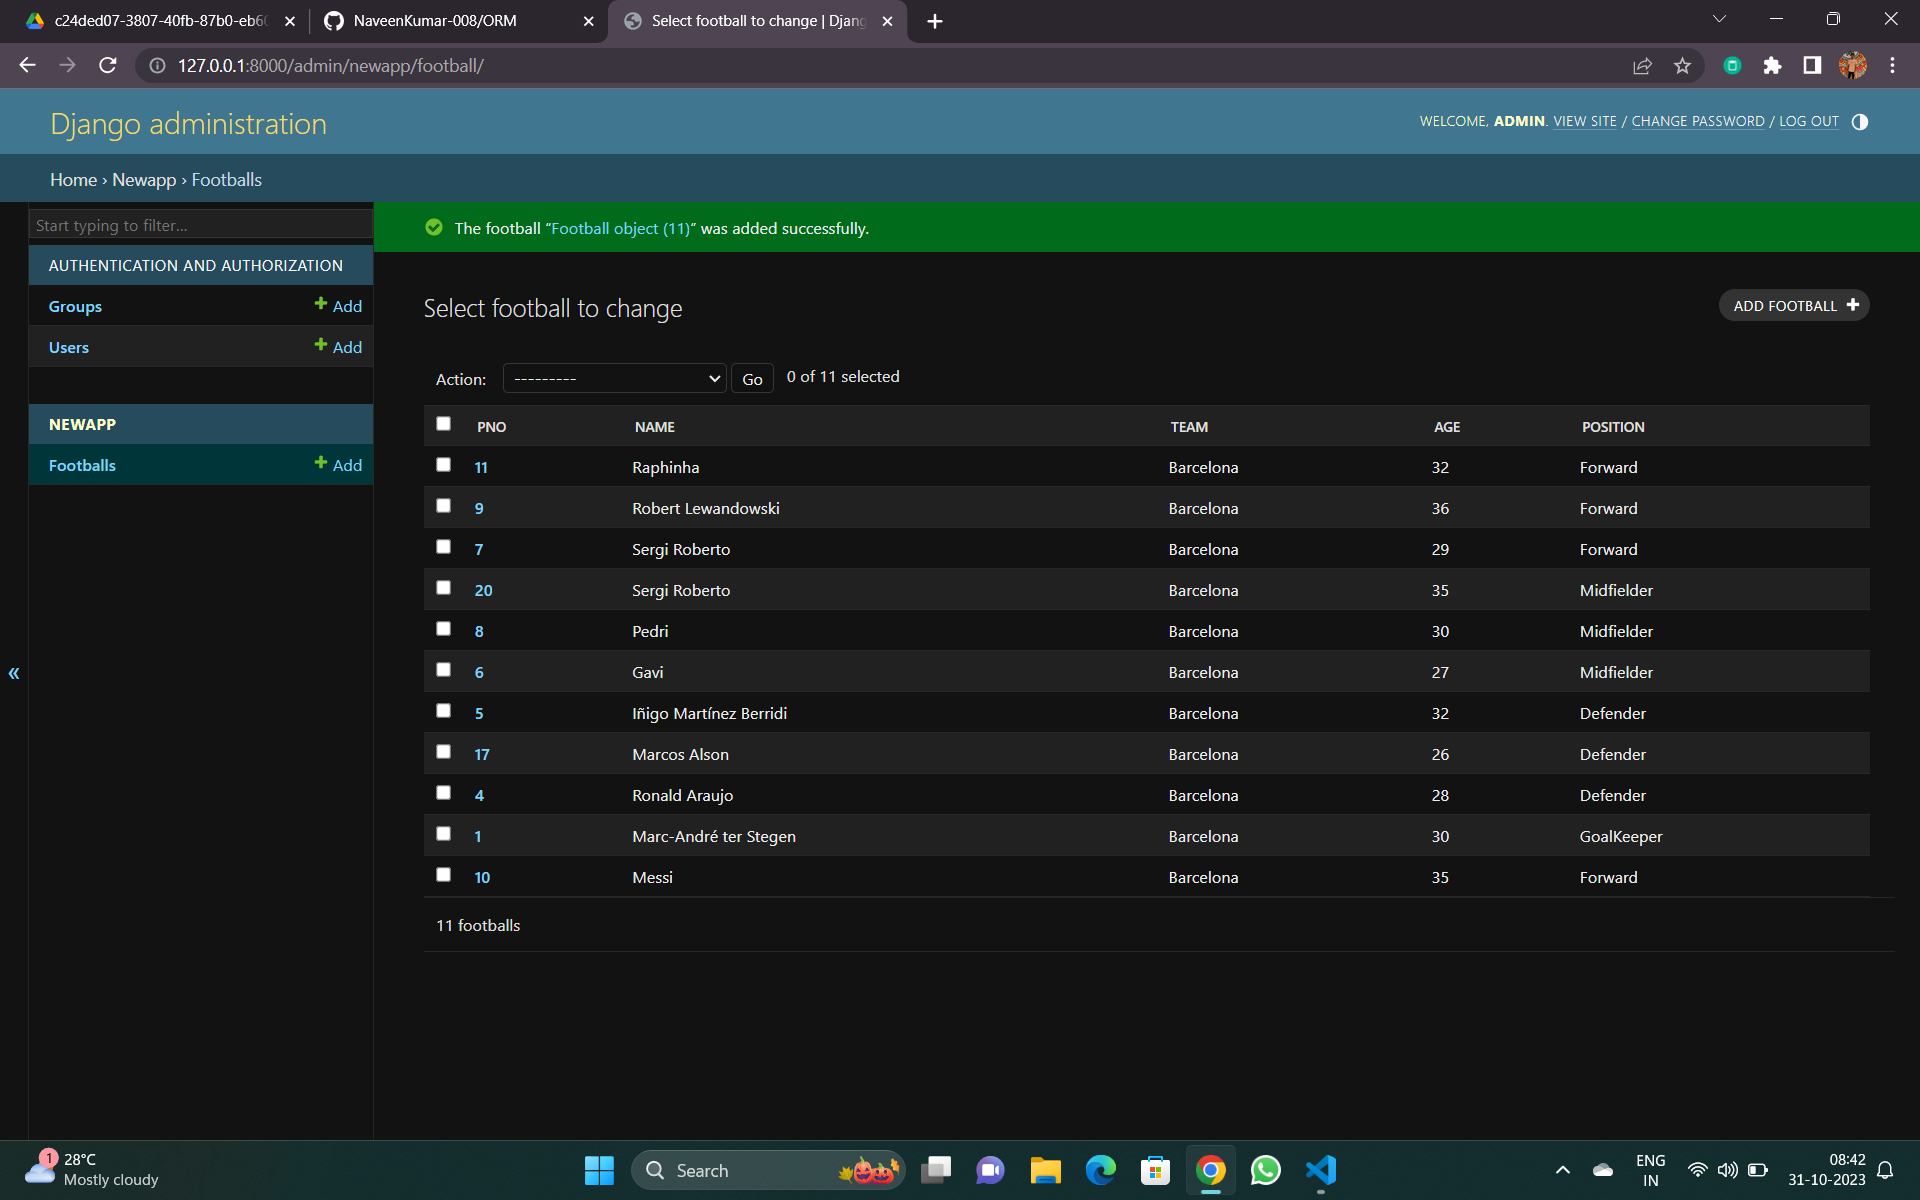 c24ded07-3807-40fb-87b0-eb60
NaveenKumar-008/ORM
Select football to change | Djang
127.0.0.1:8000/admin/newapp/football/
Django administration
WELCOME, ADMIN. VIEW SITE / CHANGE PASSWORD / LOG OUT
Home › Newapp › Footballs
Start typing to filter...
The football “Football object (11)” was added successfully.
AUTHENTICATION AND AUTHORIZATION
Groups Add
Users Add
NEWAPP
Footballs Add
Select football to change
ADD FOOTBALL
Action: --------- Go 0 of 11 selected
PNO NAME TEAM AGE POSITION
11 Raphinha Barcelona 32 Forward
9 Robert Lewandowski Barcelona 36 Forward
7 Sergi Roberto Barcelona 29 Forward
20 Sergi Roberto Barcelona 35 Midfielder
8 Pedri Barcelona 30 Midfielder
6 Gavi Barcelona 27 Midfielder
5 Iñigo Martínez Berridi Barcelona 32 Defender
17 Marcos Alson Barcelona 26 Defender
4 Ronald Araujo Barcelona 28 Defender
1 Marc-André ter Stegen Barcelona 30 GoalKeeper
10 Messi Barcelona 35 Forward
11 footballs
«
1
28°C
Mostly cloudy
Search
ENG
IN
08:42
31-10-2023